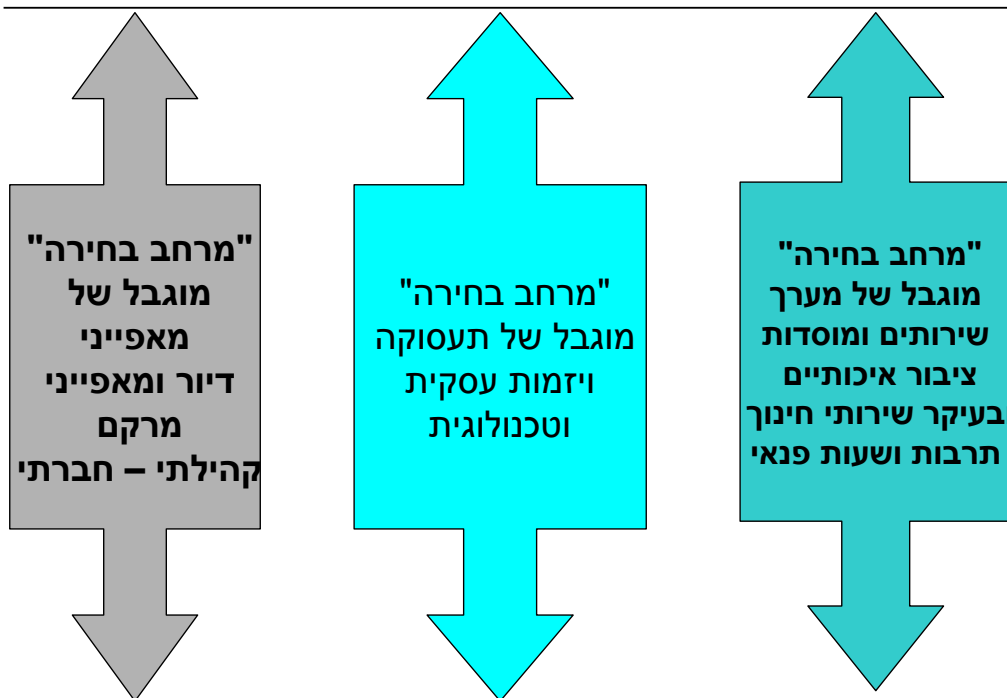 "מרחב בחירה"
מוגבל של מערך
שירותים ומוסדות
ציבור איכותיים
בעיקר שירותי חינוך
תרבות ושעות פנאי
"מרחב בחירה"
מוגבל של תעסוקה
ויזמות עסקית
וטכנולוגית
"מרחב בחירה"
מוגבל של
מאפייני
דיור ומאפייני
מרקם
קהילתי – חברתי